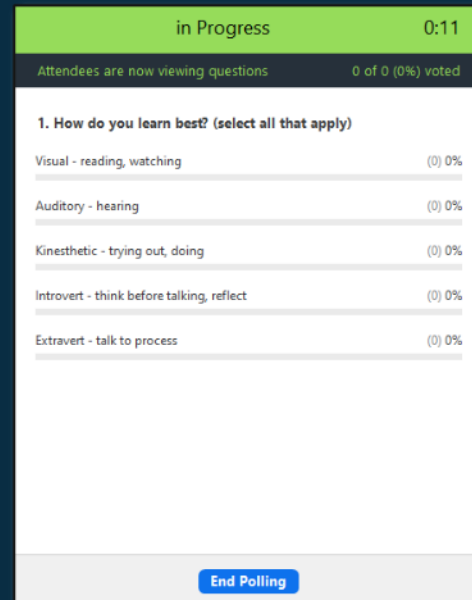 in Progress 0:11
Attendees are now viewing questions 0 of 0 (0%) voted
1. How do you learn best? (select all that apply)
Visual - reading, watching (0) 0%
Auditory - hearing (0) 0%
Kinesthetic - trying out, doing (0) 0%
Introvert - think before talking, reflect (0) 0%
Extravert - talk to process (0) 0%
End Polling